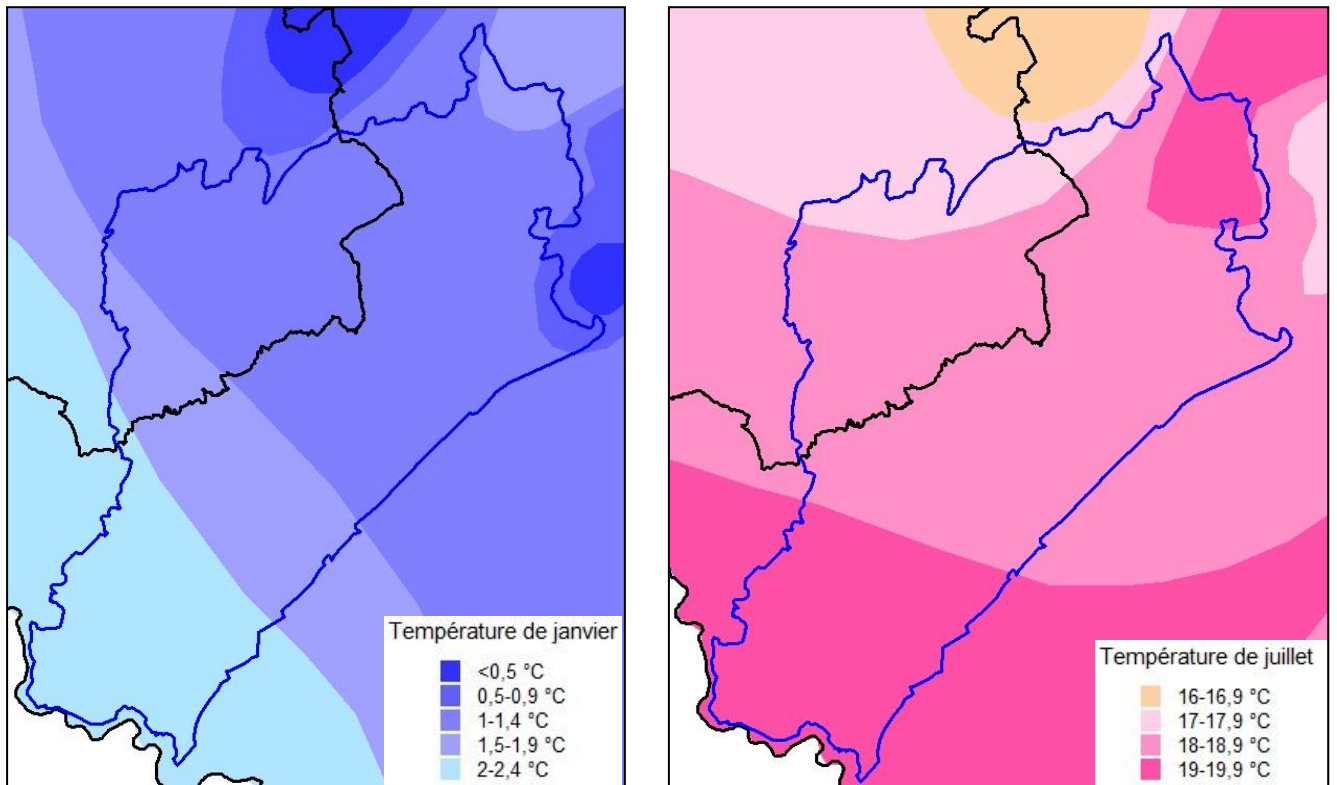 Température de janvier
<0,5 °C
0,5-0,9 °C
1-1,4 °C
1,5-1,9 °C
2-2,4 °C
Température de juillet
16-16,9 °C
17-17,9 °C
18-18,9 °C
19-19,9 °C